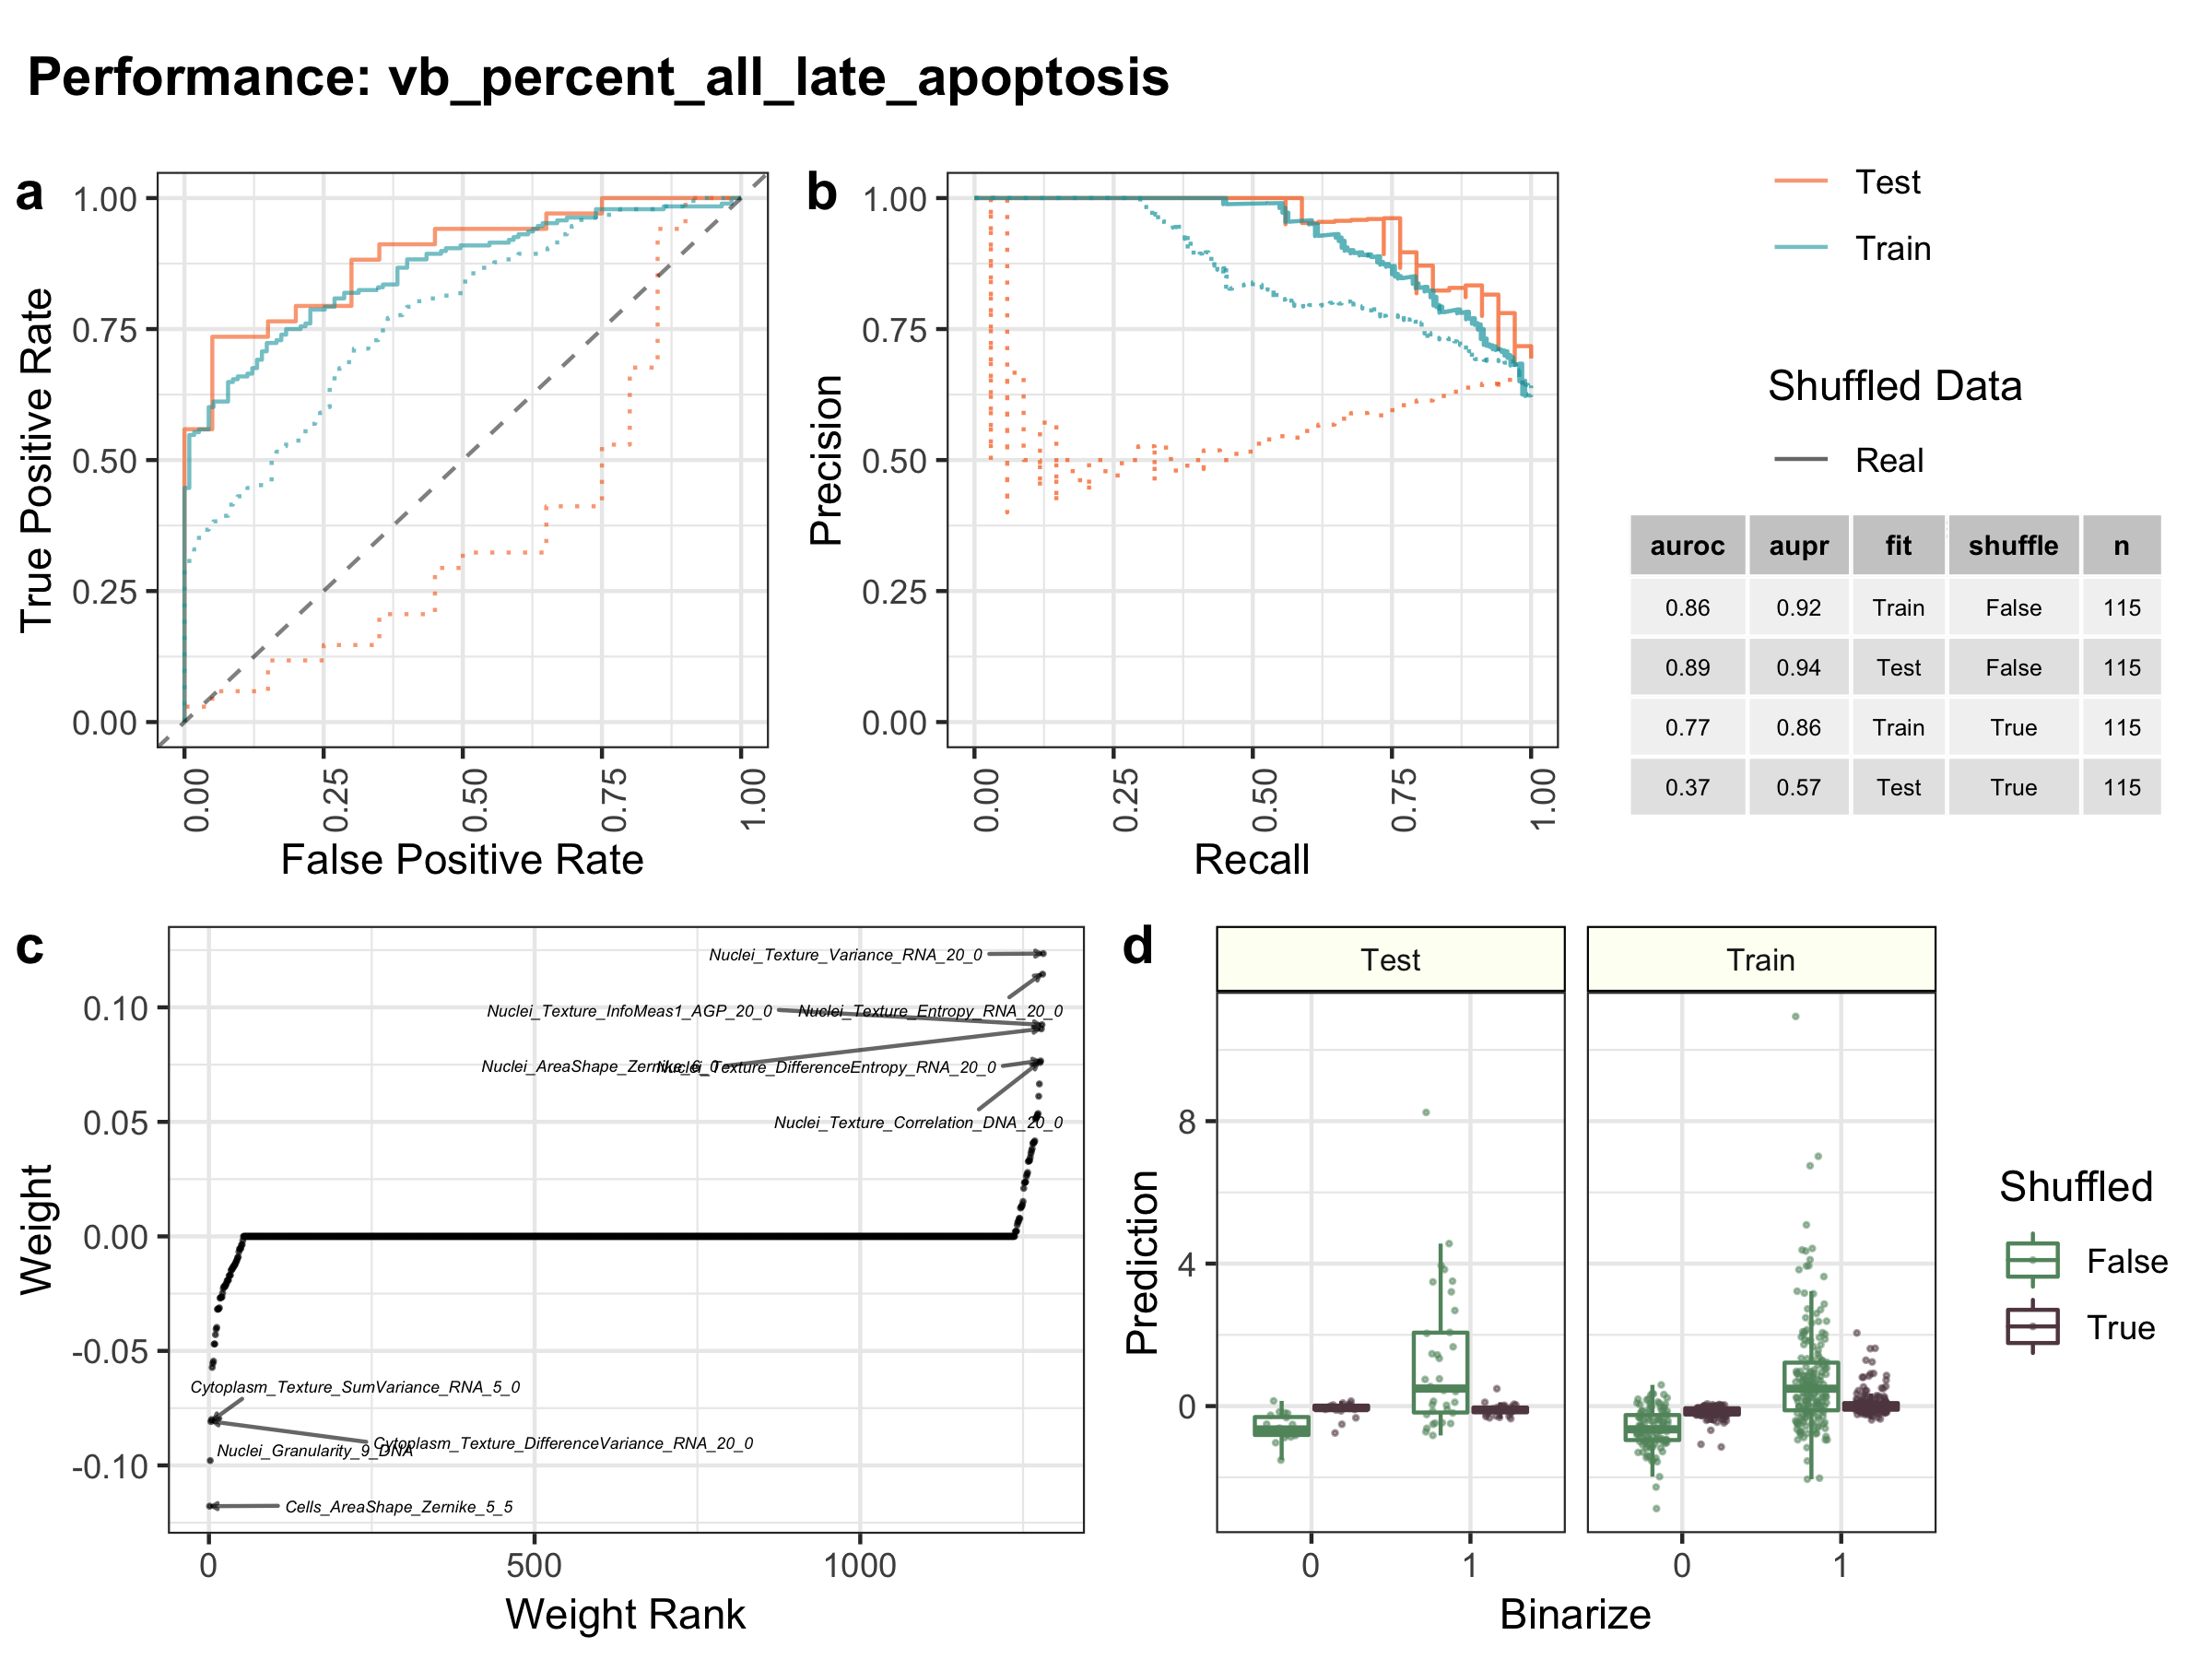 Performance: vb_percent_all_late_apoptosis
a
1.00
0.75
0.50
0.25
0.00
True Positive Rate
0.00
0.25
0.50
0.75
1.00
False Positive Rate
b
1.00
0.75
0.50
0.25
0.00
Precision
0.00
0.25
0.50
0.75
1.00
Recall
Test
Train
Shuffled Data
Real
auroc aupr fit shuffle n
0.86 0.92 Train False 115
0.89 0.94 Test False 115
0.77 0.86 Train True 115
0.37 0.57 Test True 115
c
0.10
0.05
0.00
-0.05
-0.10
Weight
Nuclei_Texture_Variance_RNA_20_0
Nuclei_Texture_InfoMeas1_AGP_20_0
Nuclei_Texture_Entropy_RNA_20_0
Nuclei_AreaShape_Zernike_6_0
Nuclei_Texture_DifferenceEntropy_RNA_20_0
Nuclei_Texture_Correlation_DNA_20_0
Cytoplasm_Texture_SumVariance_RNA_5_0
Cytoplasm_Texture_DifferenceVariance_RNA_20_0
Nuclei_Granularity_9_DNA
Cells_AreaShape_Zernike_5_5
0
500
1000
Weight Rank
d
Test
Train
8
4
0
Prediction
0
1
0
1
Binarize
Shuffled
False
True